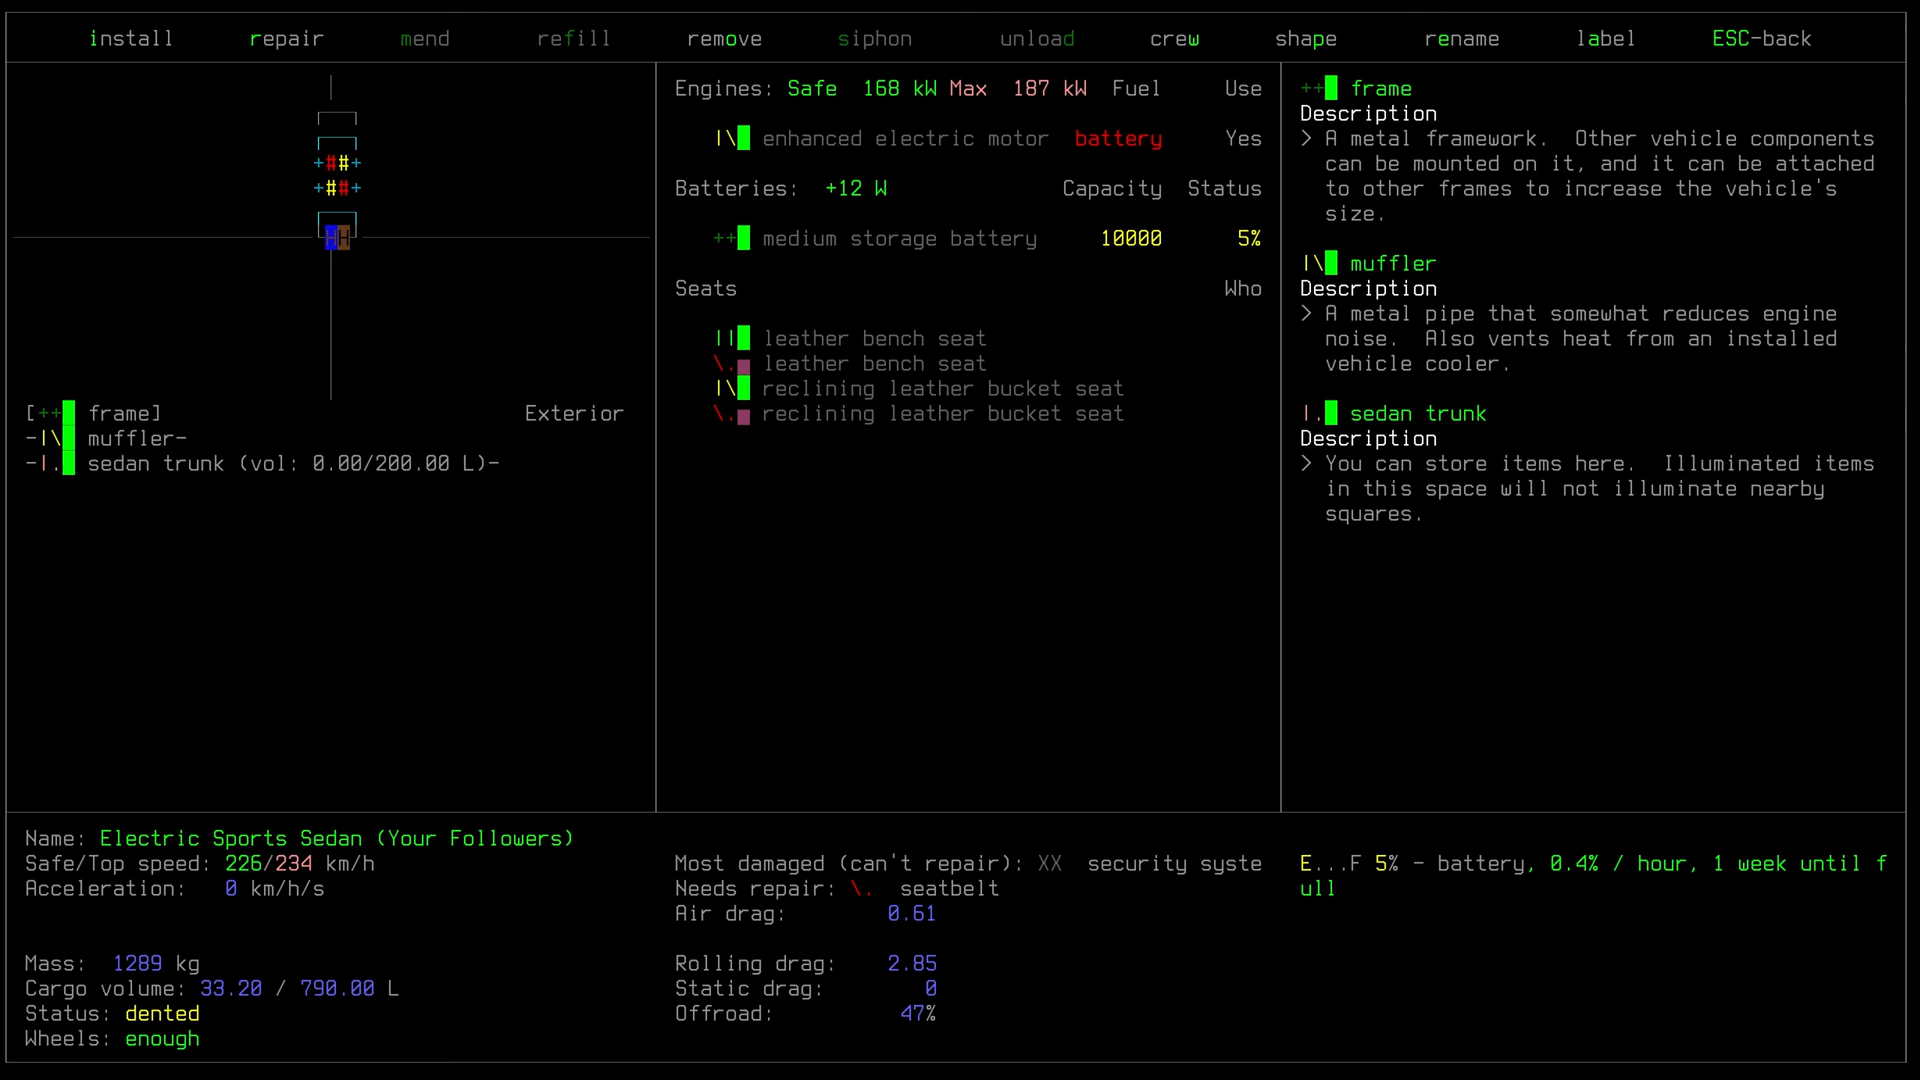 install repair mend refill remove siphon unload crew shape rename label ESC-back
+##+
+##+
HH
[++ frame] Exterior
-|\ muffler-
-|. sedan trunk (vol: 0.00/200.00 L)-
Engines: Safe 168 kW Max 187 kW Fuel Use
|\ enhanced electric motor battery Yes
Batteries: +12 W Capacity Status
++ medium storage battery 10000 5%
Seats Who
|| leather bench seat
\. leather bench seat
|\ reclining leather bucket seat
\. reclining leather bucket seat
++ frame
Description
> A metal framework. Other vehicle components
can be mounted on it, and it can be attached
to other frames to increase the vehicle's
size.
|\ muffler
Description
> A metal pipe that somewhat reduces engine
noise. Also vents heat from an installed
vehicle cooler.
|. sedan trunk
Description
> You can store items here. Illuminated items
in this space will not illuminate nearby
squares.
Name: Electric Sports Sedan (Your Followers)
Safe/Top speed: 226/234 km/h
Acceleration: 0 km/h/s
Mass: 1289 kg
Cargo volume: 33.20 / 790.00 L
Status: dented
Wheels: enough
Most damaged (can't repair): XX security syste
Needs repair: \. seatbelt
Air drag: 0.61
Rolling drag: 2.85
Static drag: 0
Offroad: 47%
E...F 5% - battery, 0.4% / hour, 1 week until f
ull